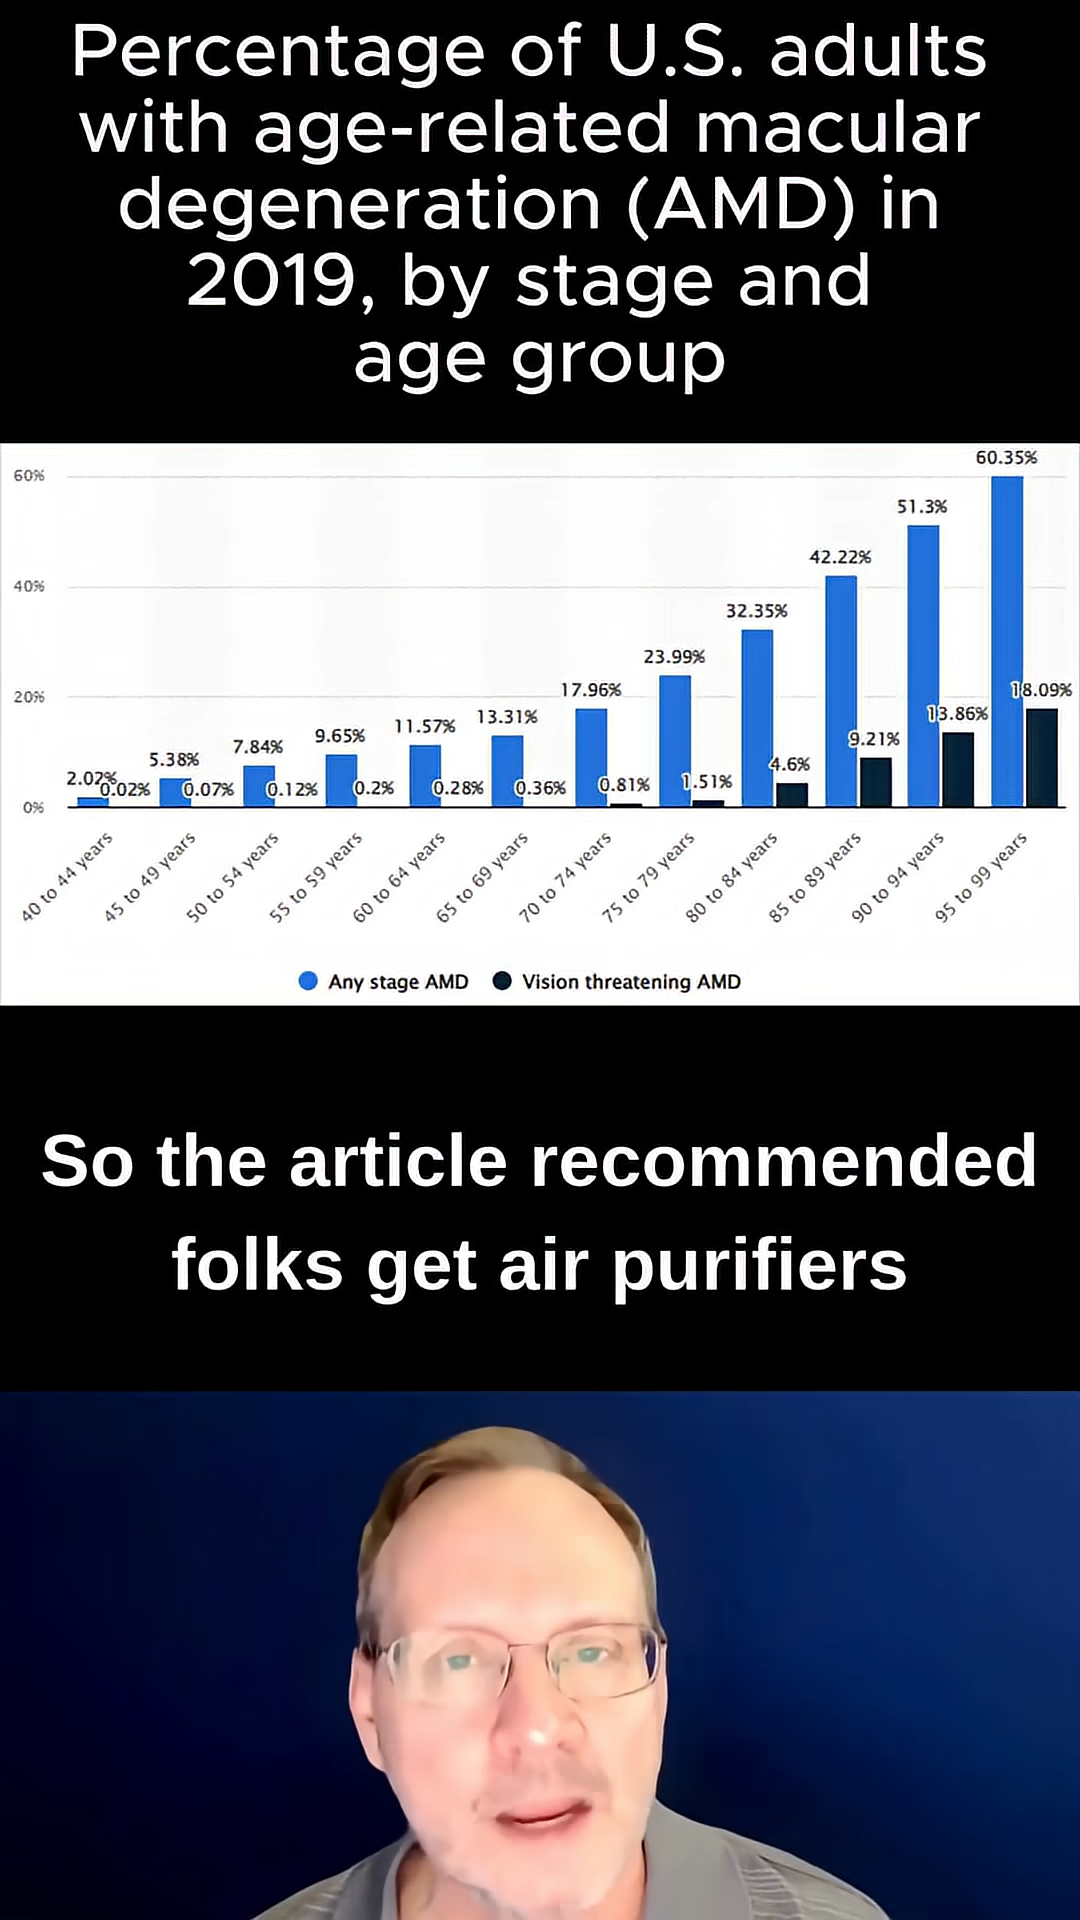 Percentage of U.S. adults
with age-related macular
degeneration (AMD) in
2019, by stage and
age group
60%
40%
20%
0%
2.02%
0.02%
5.38%
0.07%
7.84%
0.12%
9.65%
0.2%
11.57%
0.28%
13.31%
0.36%
17.96%
0.81%
23.99%
1.51%
32.35%
4.6%
42.22%
9.21%
51.3%
13.86%
60.35%
18.09%
40 to 44 years
45 to 49 years
50 to 54 years
55 to 59 years
60 to 64 years
65 to 69 years
70 to 74 years
75 to 79 years
80 to 84 years
85 to 89 years
90 to 94 years
95 to 99 years
Any stage AMD
Vision threatening AMD
So the article recommended
folks get air purifiers